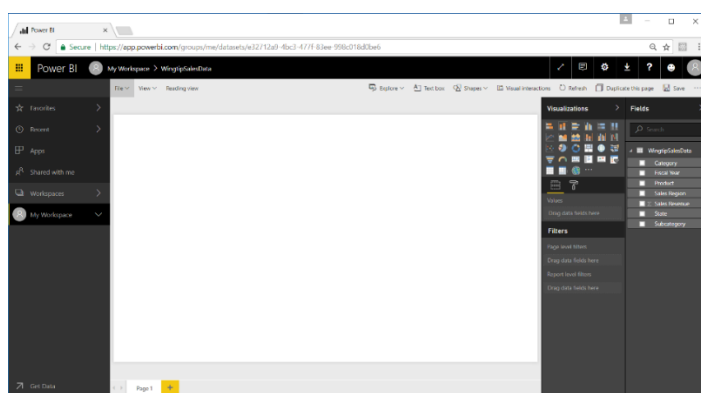 Power BI
Secure | https://app.powerbi.com/groups/me/datasets/e32712a9-4bc3-477f-83ee-998c018d0be6
Power BI My Workspace > WingtipSalesData ?
File View Reading view Explore Text box Shapes Visual interactions Refresh Duplicate this page Save ...
Favorites
Recent
Apps
Shared with me
Workspaces
My Workspace
Get Data
Page 1 +
Visualizations >
Values
Drag data fields here
Filters
Page level filters
Drag data fields here
Report level filters
Drag data fields here
Fields
Search
WingtipSalesData
Category
Fiscal Year
Product
Sales Region
Σ Sales Revenue
State
Subcategory